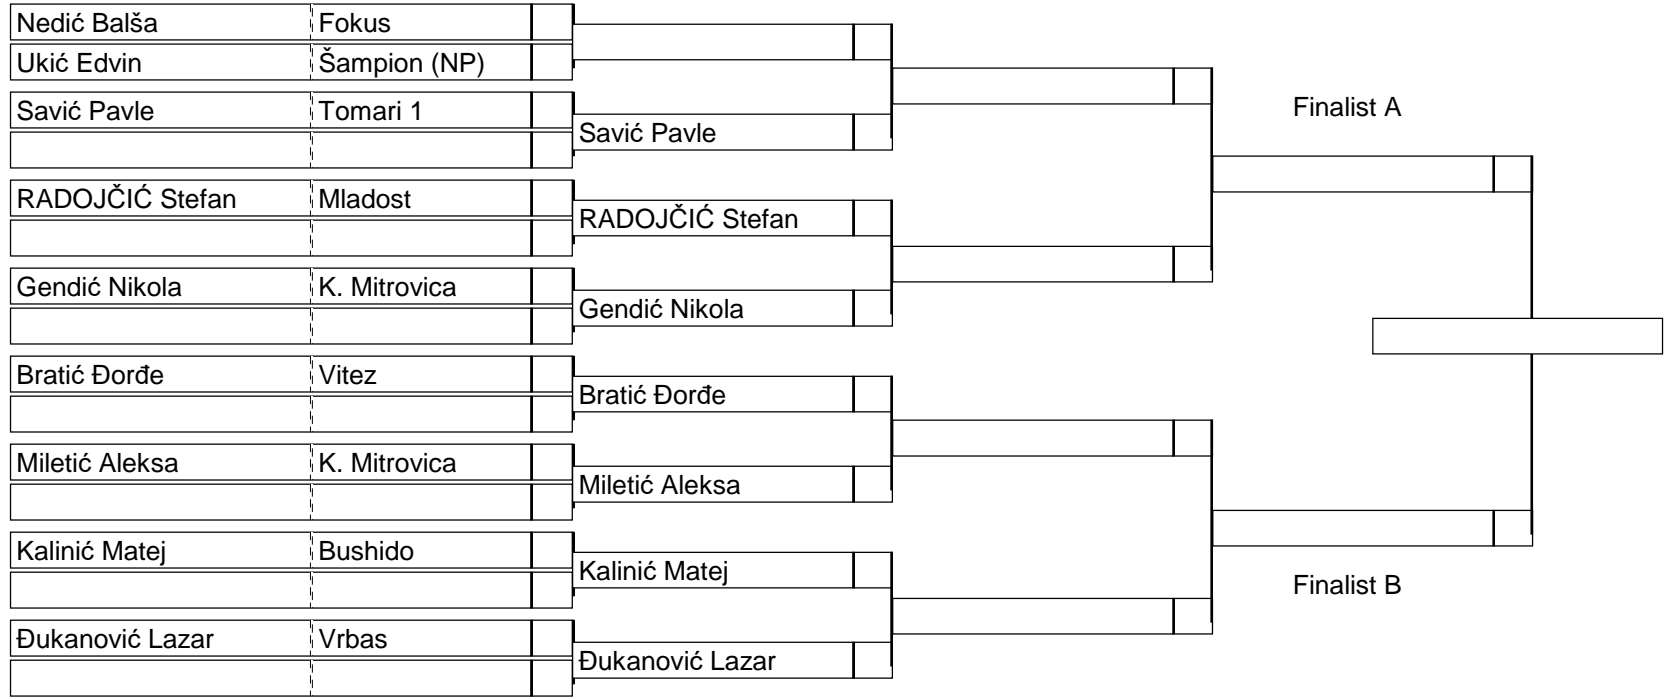 Nedić Balša Fokus
Ukić Edvin Šampion (NP)
Savić Pavle Tomari 1
Savić Pavle
RADOJČIĆ Stefan Mladost
RADOJČIĆ Stefan
Gendić Nikola K. Mitrovica
Gendić Nikola
Bratić Đorđe Vitez
Bratić Đorđe
Miletić Aleksa K. Mitrovica
Miletić Aleksa
Kalinić Matej Bushido
Kalinić Matej
Đukanović Lazar Vrbas
Đukanović Lazar
Finalist A
Finalist B